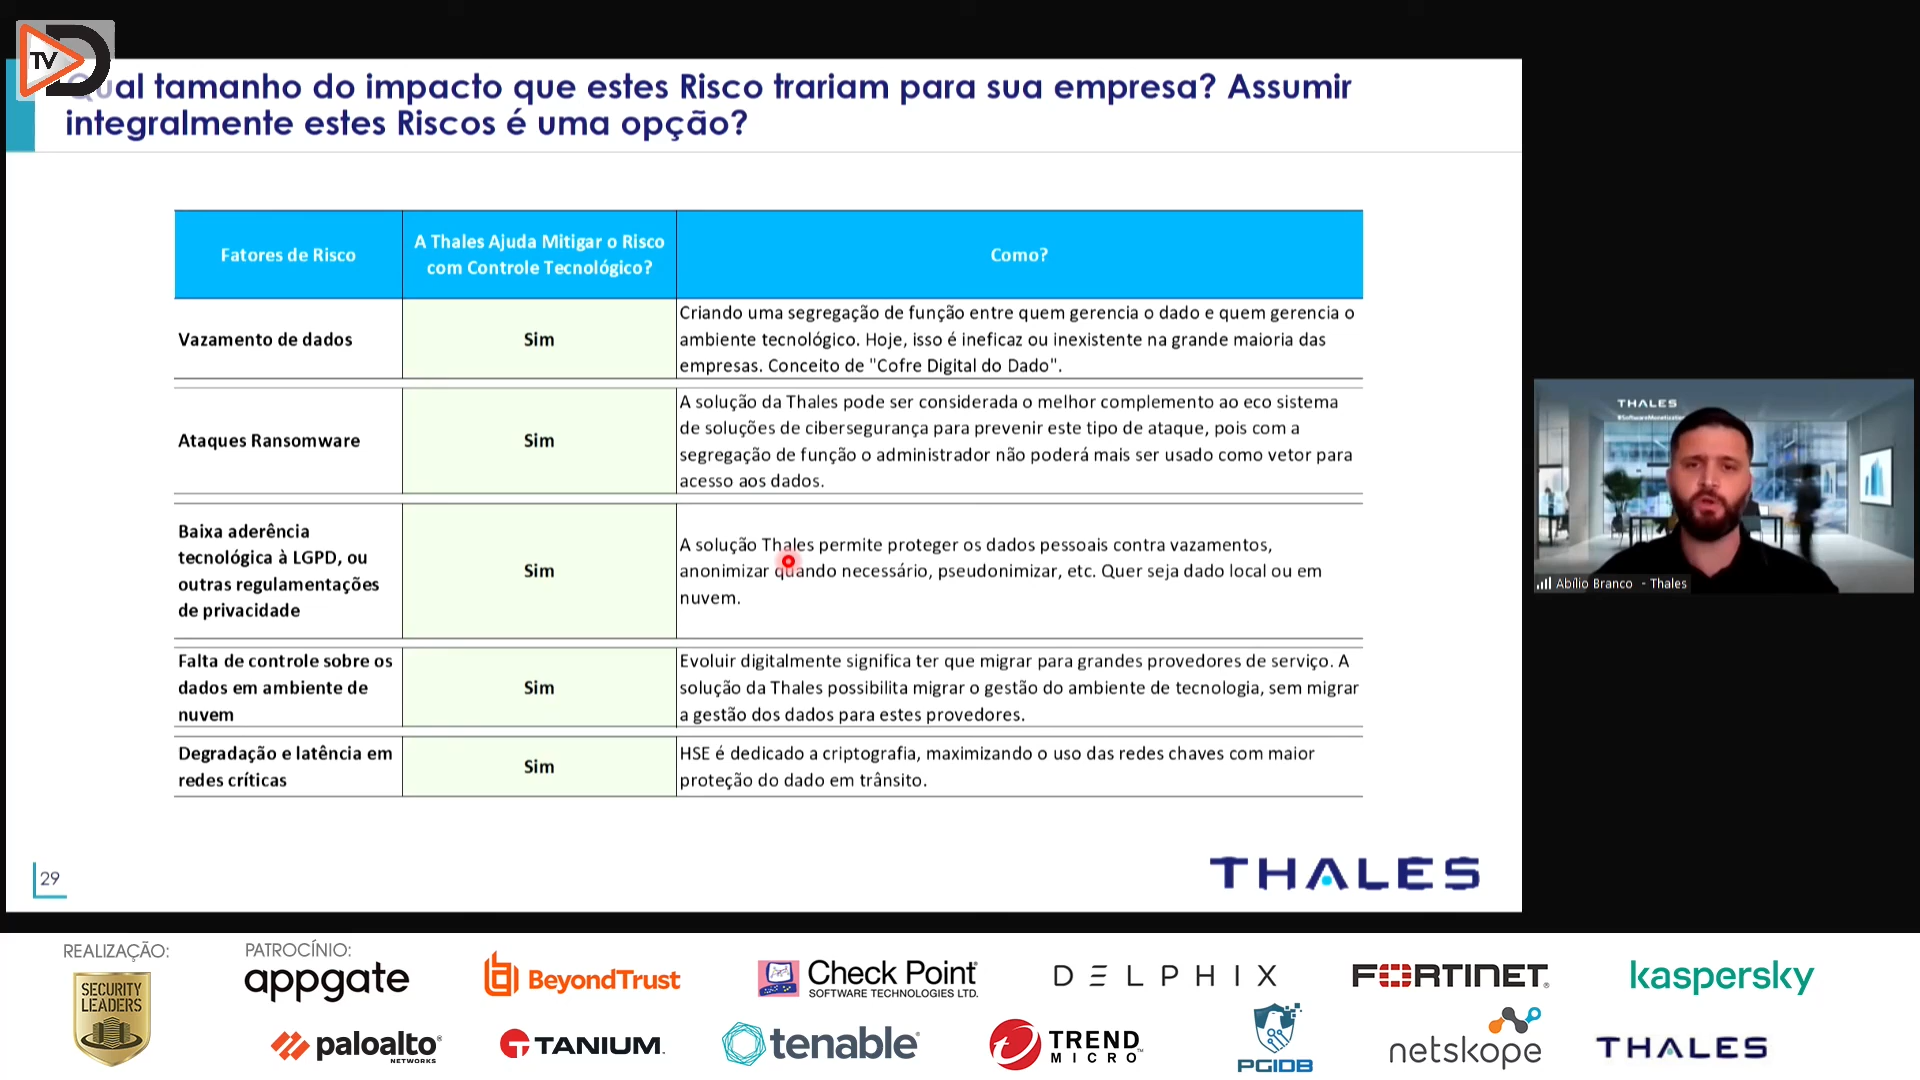 TV
Qual tamanho do impacto que estes Risco trariam para sua empresa? Assumir
integralmente estes Riscos é uma opção?
Fatores de Risco
A Thales Ajuda Mitigar o Risco
com Controle Tecnológico?
Como?
Vazamento de dados
Sim
Criando uma segregação de função entre quem gerencia o dado e quem gerencia o
ambiente tecnológico. Hoje, isso é ineficaz ou inexistente na grande maioria das
empresas. Conceito de "Cofre Digital do Dado".
Ataques Ransomware
Sim
A solução da Thales pode ser considerada o melhor complemento ao eco sistema
de soluções de cibersegurança para prevenir este tipo de ataque, pois com a
segregação de função o administrador não poderá mais ser usado como vetor para
acesso aos dados.
Baixa aderência
tecnológica à LGPD, ou
outras regulamentações
de privacidade
Sim
A solução Thales permite proteger os dados pessoais contra vazamentos,
anonimizar quando necessário, pseudonimizar, etc. Quer seja dado local ou em
nuvem.
Falta de controle sobre os
dados em ambiente de
nuvem
Sim
Evoluir digitalmente significa ter que migrar para grandes provedores de serviço. A
solução da Thales possibilita migrar o gestão do ambiente de tecnologia, sem migrar
a gestão dos dados para estes provedores.
Degradação e latência em
redes críticas
Sim
HSE é dedicado a criptografia, maximizando o uso das redes chaves com maior
proteção do dado em trânsito.
29
THALES
THALES
Abílio Branco - Thales
REALIZAÇÃO:
SECURITY
LEADERS
PATROCÍNIO:
appgate
BeyondTrust
Check Point
SOFTWARE TECHNOLOGIES LTD.
DELPHIX
FORTINET
kaspersky
paloalto
NETWORKS
TANIUM
tenable
TREND
MICRO
PGIDB
netskope
THALES